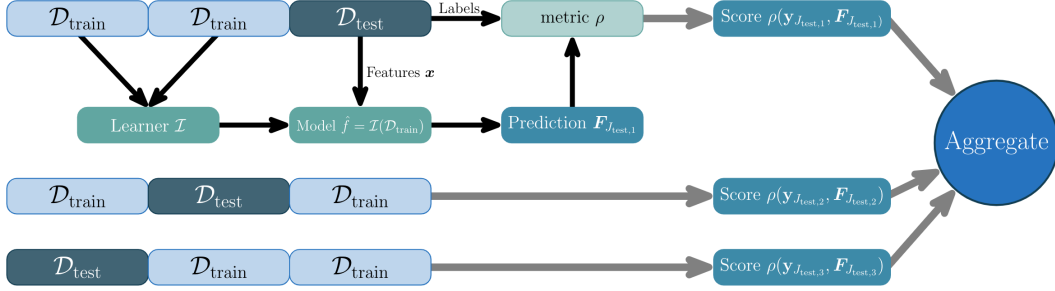 𝒟_train 𝒟_train 𝒟_test Labels metric ρ Score ρ(𝐲_{J_test,1}, 𝑭_{J_test,1})
Features 𝒙
Learner ℐ Model f̂ = ℐ(𝒟_train) Prediction 𝑭_{J_test,1}
Aggregate
𝒟_train 𝒟_test 𝒟_train Score ρ(𝐲_{J_test,2}, 𝑭_{J_test,2})
𝒟_test 𝒟_train 𝒟_train Score ρ(𝐲_{J_test,3}, 𝑭_{J_test,3})